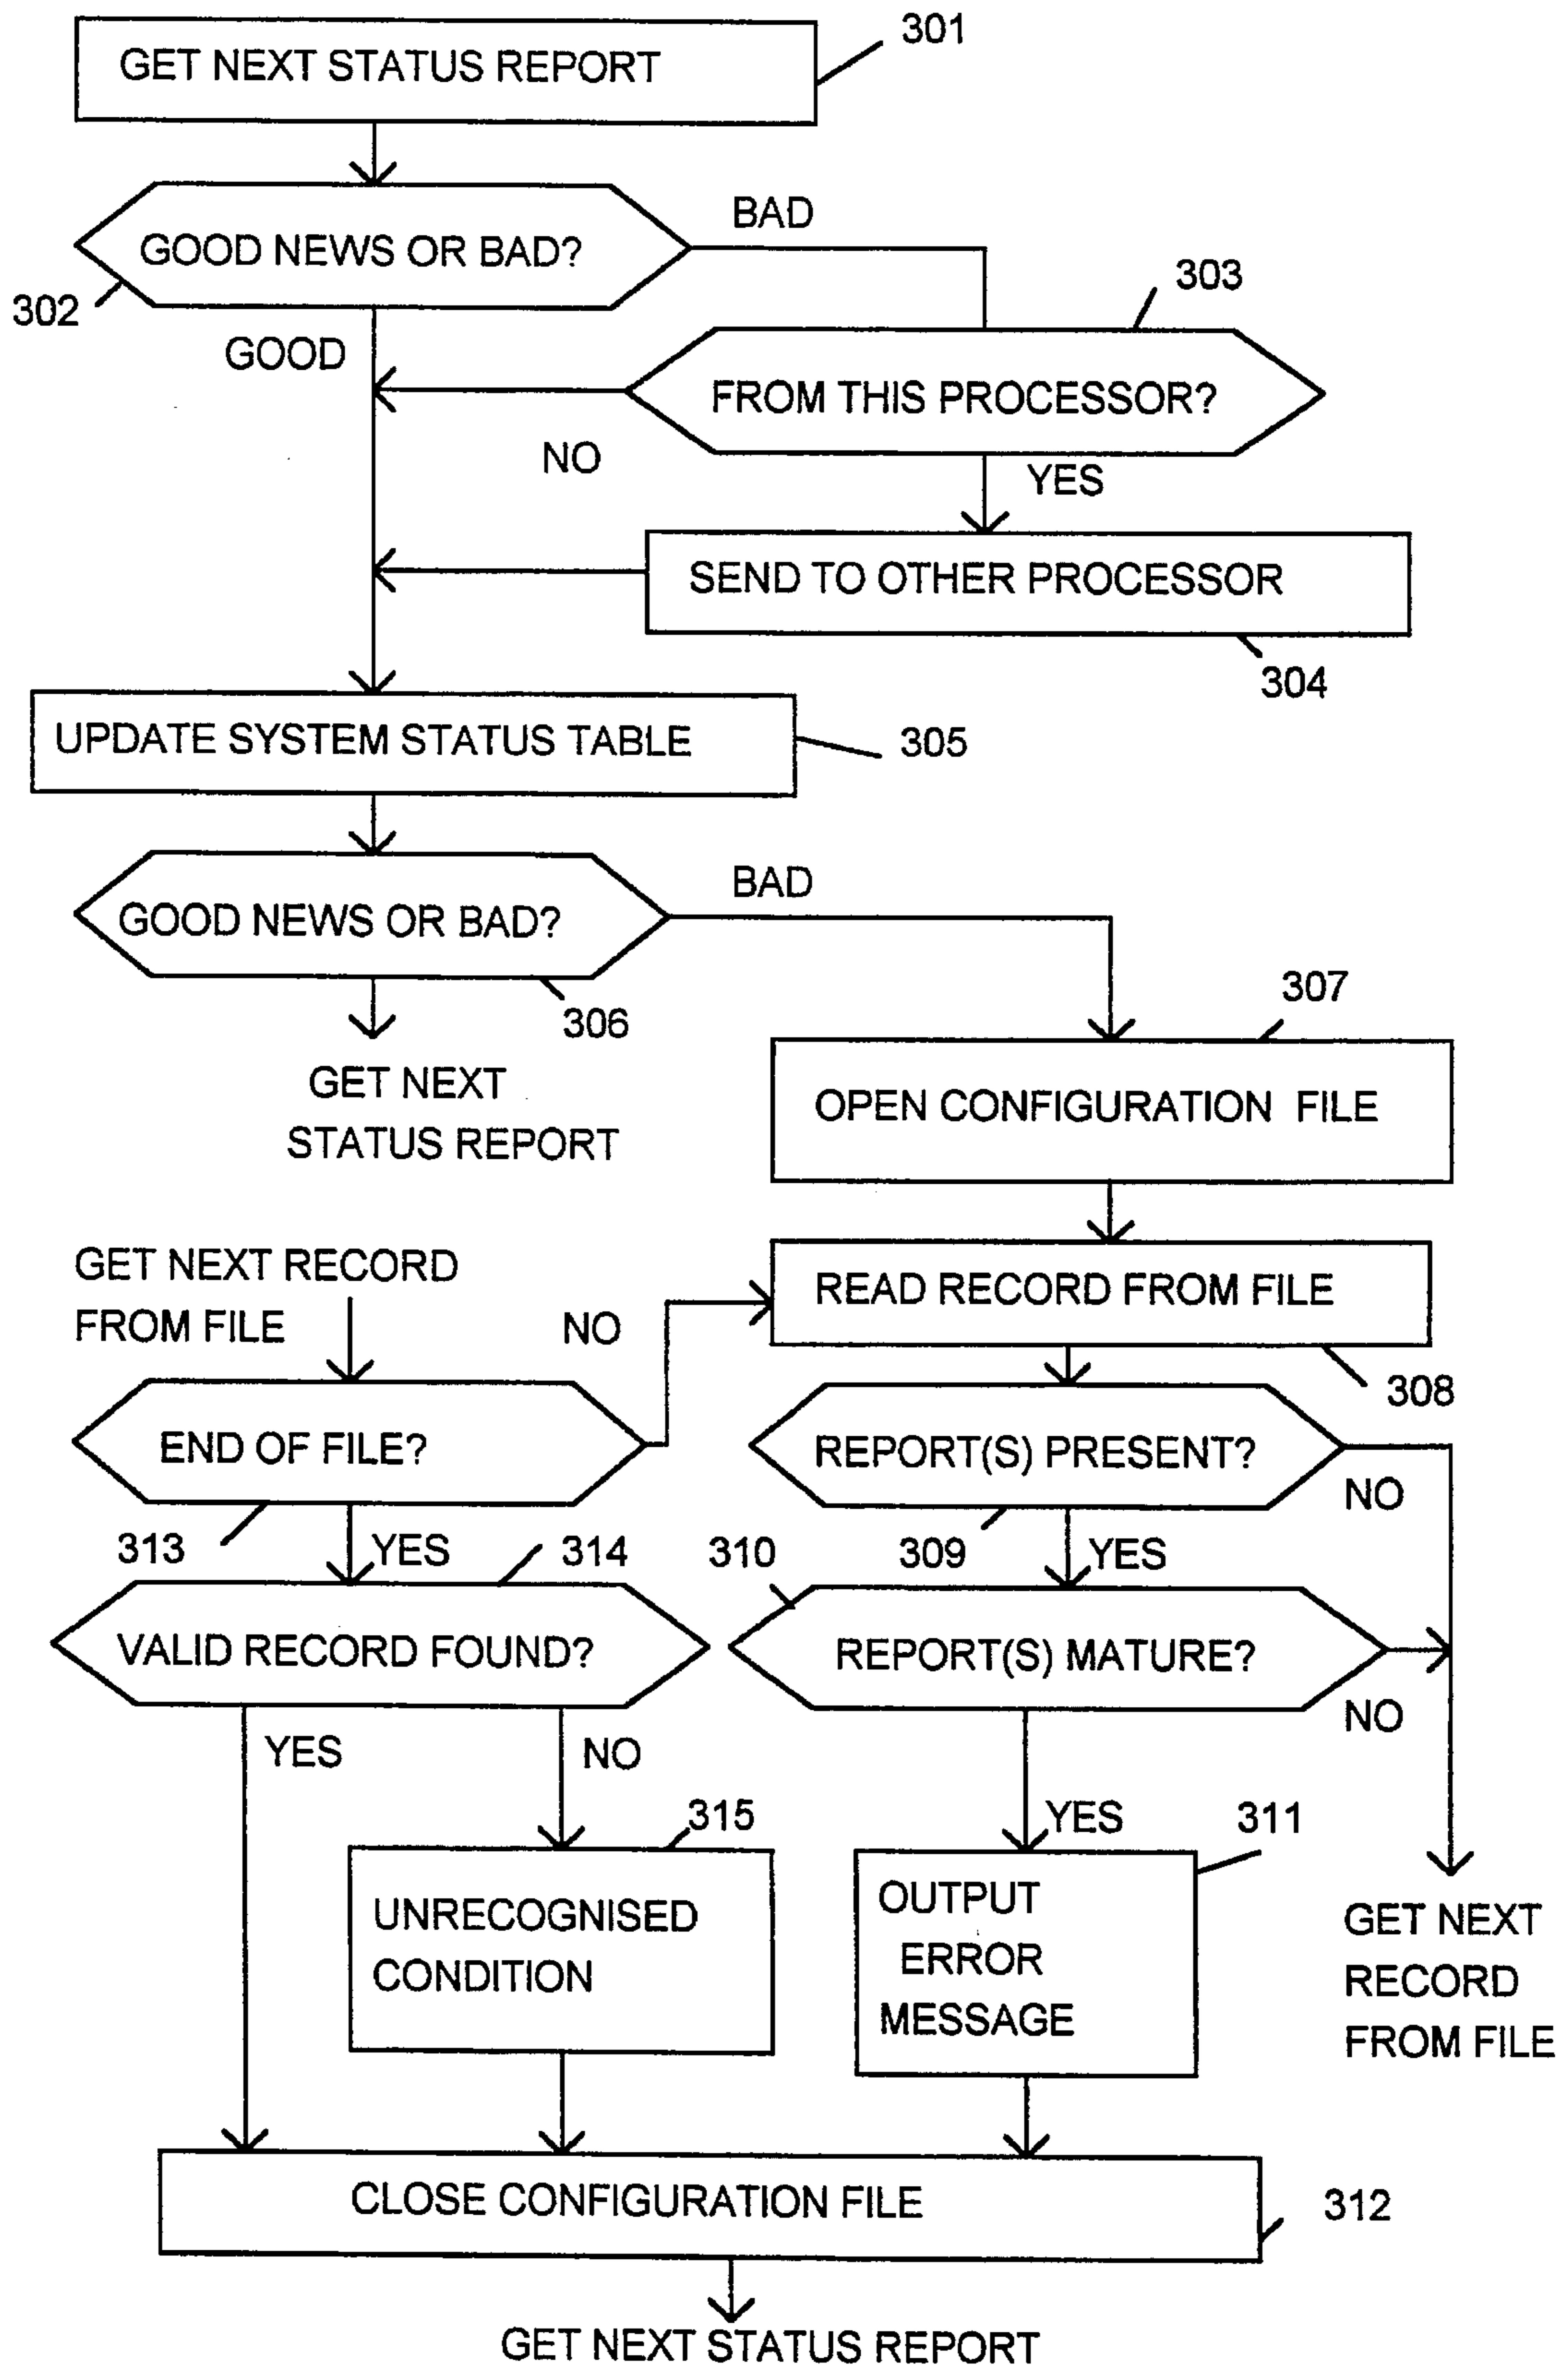 GET NEXT STATUS REPORT
301
GOOD NEWS OR BAD?
302
BAD
GOOD
303
FROM THIS PROCESSOR?
NO
YES
SEND TO OTHER PROCESSOR
304
UPDATE SYSTEM STATUS TABLE
305
GOOD NEWS OR BAD?
BAD
306
GET NEXT
STATUS REPORT
307
OPEN CONFIGURATION FILE
GET NEXT RECORD
FROM FILE
NO
READ RECORD FROM FILE
308
END OF FILE?
313
YES
REPORT(S) PRESENT?
NO
309
YES
314
VALID RECORD FOUND?
310
REPORT(S) MATURE?
NO
YES
NO
YES
315
UNRECOGNISED
CONDITION
311
OUTPUT
ERROR
MESSAGE
GET NEXT
RECORD
FROM FILE
CLOSE CONFIGURATION FILE
312
GET NEXT STATUS REPORT